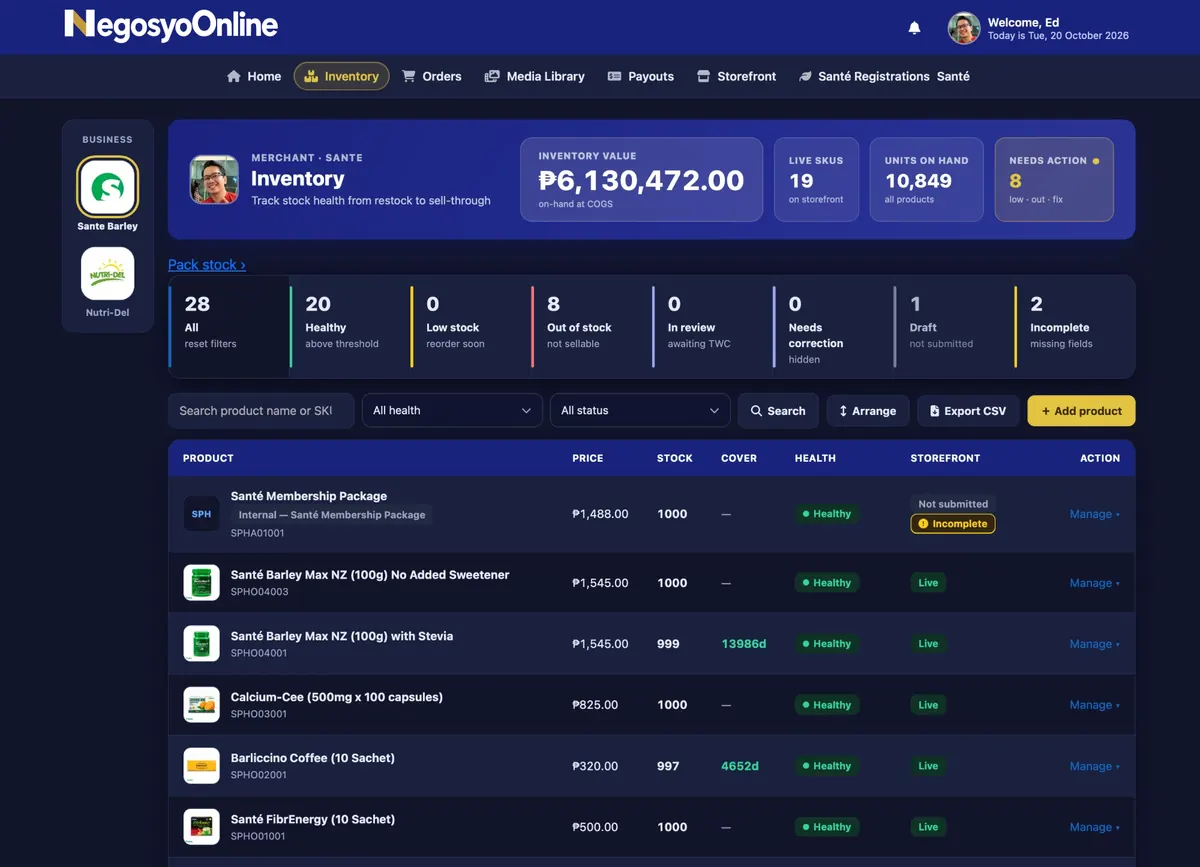 NegosyoOnline
Welcome, Ed
Today is Tue, 20 October 2026
Home
Inventory
Orders
Media Library
Payouts
Storefront
Santé Registrations
Santé
BUSINESS
Sante Barley
NUTRI-DEL
Nutri-Del
MERCHANT · SANTE
Inventory
Track stock health from restock to sell-through
INVENTORY VALUE
₱6,130,472.00
on-hand at COGS
LIVE SKUS
19
on storefront
UNITS ON HAND
10,849
all products
NEEDS ACTION
8
low · out · fix
Pack stock ›
28
All
reset filters
20
Healthy
above threshold
0
Low stock
reorder soon
8
Out of stock
not sellable
0
In review
awaiting TWC
0
Needs
correction
hidden
1
Draft
not submitted
2
Incomplete
missing fields
Search product name or SKU
All health
All status
Search
Arrange
Export CSV
+ Add product
PRODUCT PRICE STOCK COVER HEALTH STOREFRONT ACTION
SPH
Santé Membership Package
Internal — Santé Membership Package
SPHA01001
₱1,488.00 1000 — Healthy
Not submitted
Incomplete
Manage
Santé Barley Max NZ (100g) No Added Sweetener
SPHO04003
₱1,545.00 1000 — Healthy Live Manage
Santé Barley Max NZ (100g) with Stevia
SPHO04001
₱1,545.00 999 13986d Healthy Live Manage
Calcium-Cee (500mg x 100 capsules)
SPHO03001
₱825.00 1000 — Healthy Live Manage
Barliccino Coffee (10 Sachet)
SPHO02001
₱320.00 997 4652d Healthy Live Manage
Santé FibrEnergy (10 Sachet)
SPHO01001
₱500.00 1000 — Healthy Live Manage